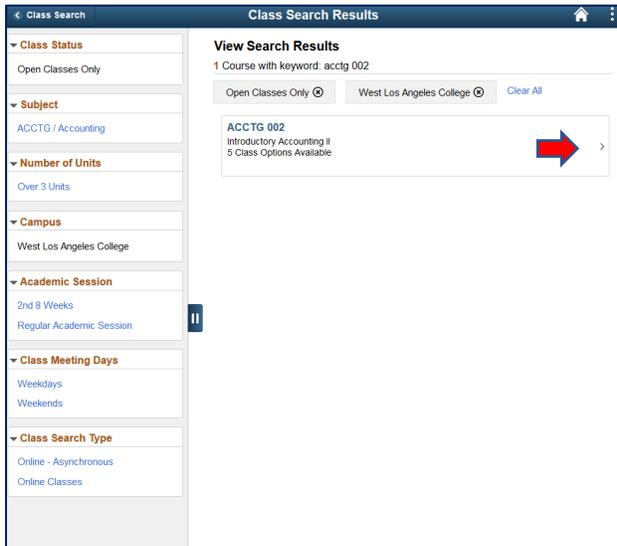 Class Search
Class Search Results
Class Status
Open Classes Only
Subject
ACCTG / Accounting
Number of Units
Over 3 Units
Campus
West Los Angeles College
Academic Session
2nd 8 Weeks
Regular Academic Session
Class Meeting Days
Weekdays
Weekends
Class Search Type
Online - Asynchronous
Online Classes
View Search Results
1 Course with keyword: acctg 002
Open Classes Only
West Los Angeles College
Clear All
ACCTG 002
Introductory Accounting II
5 Class Options Available